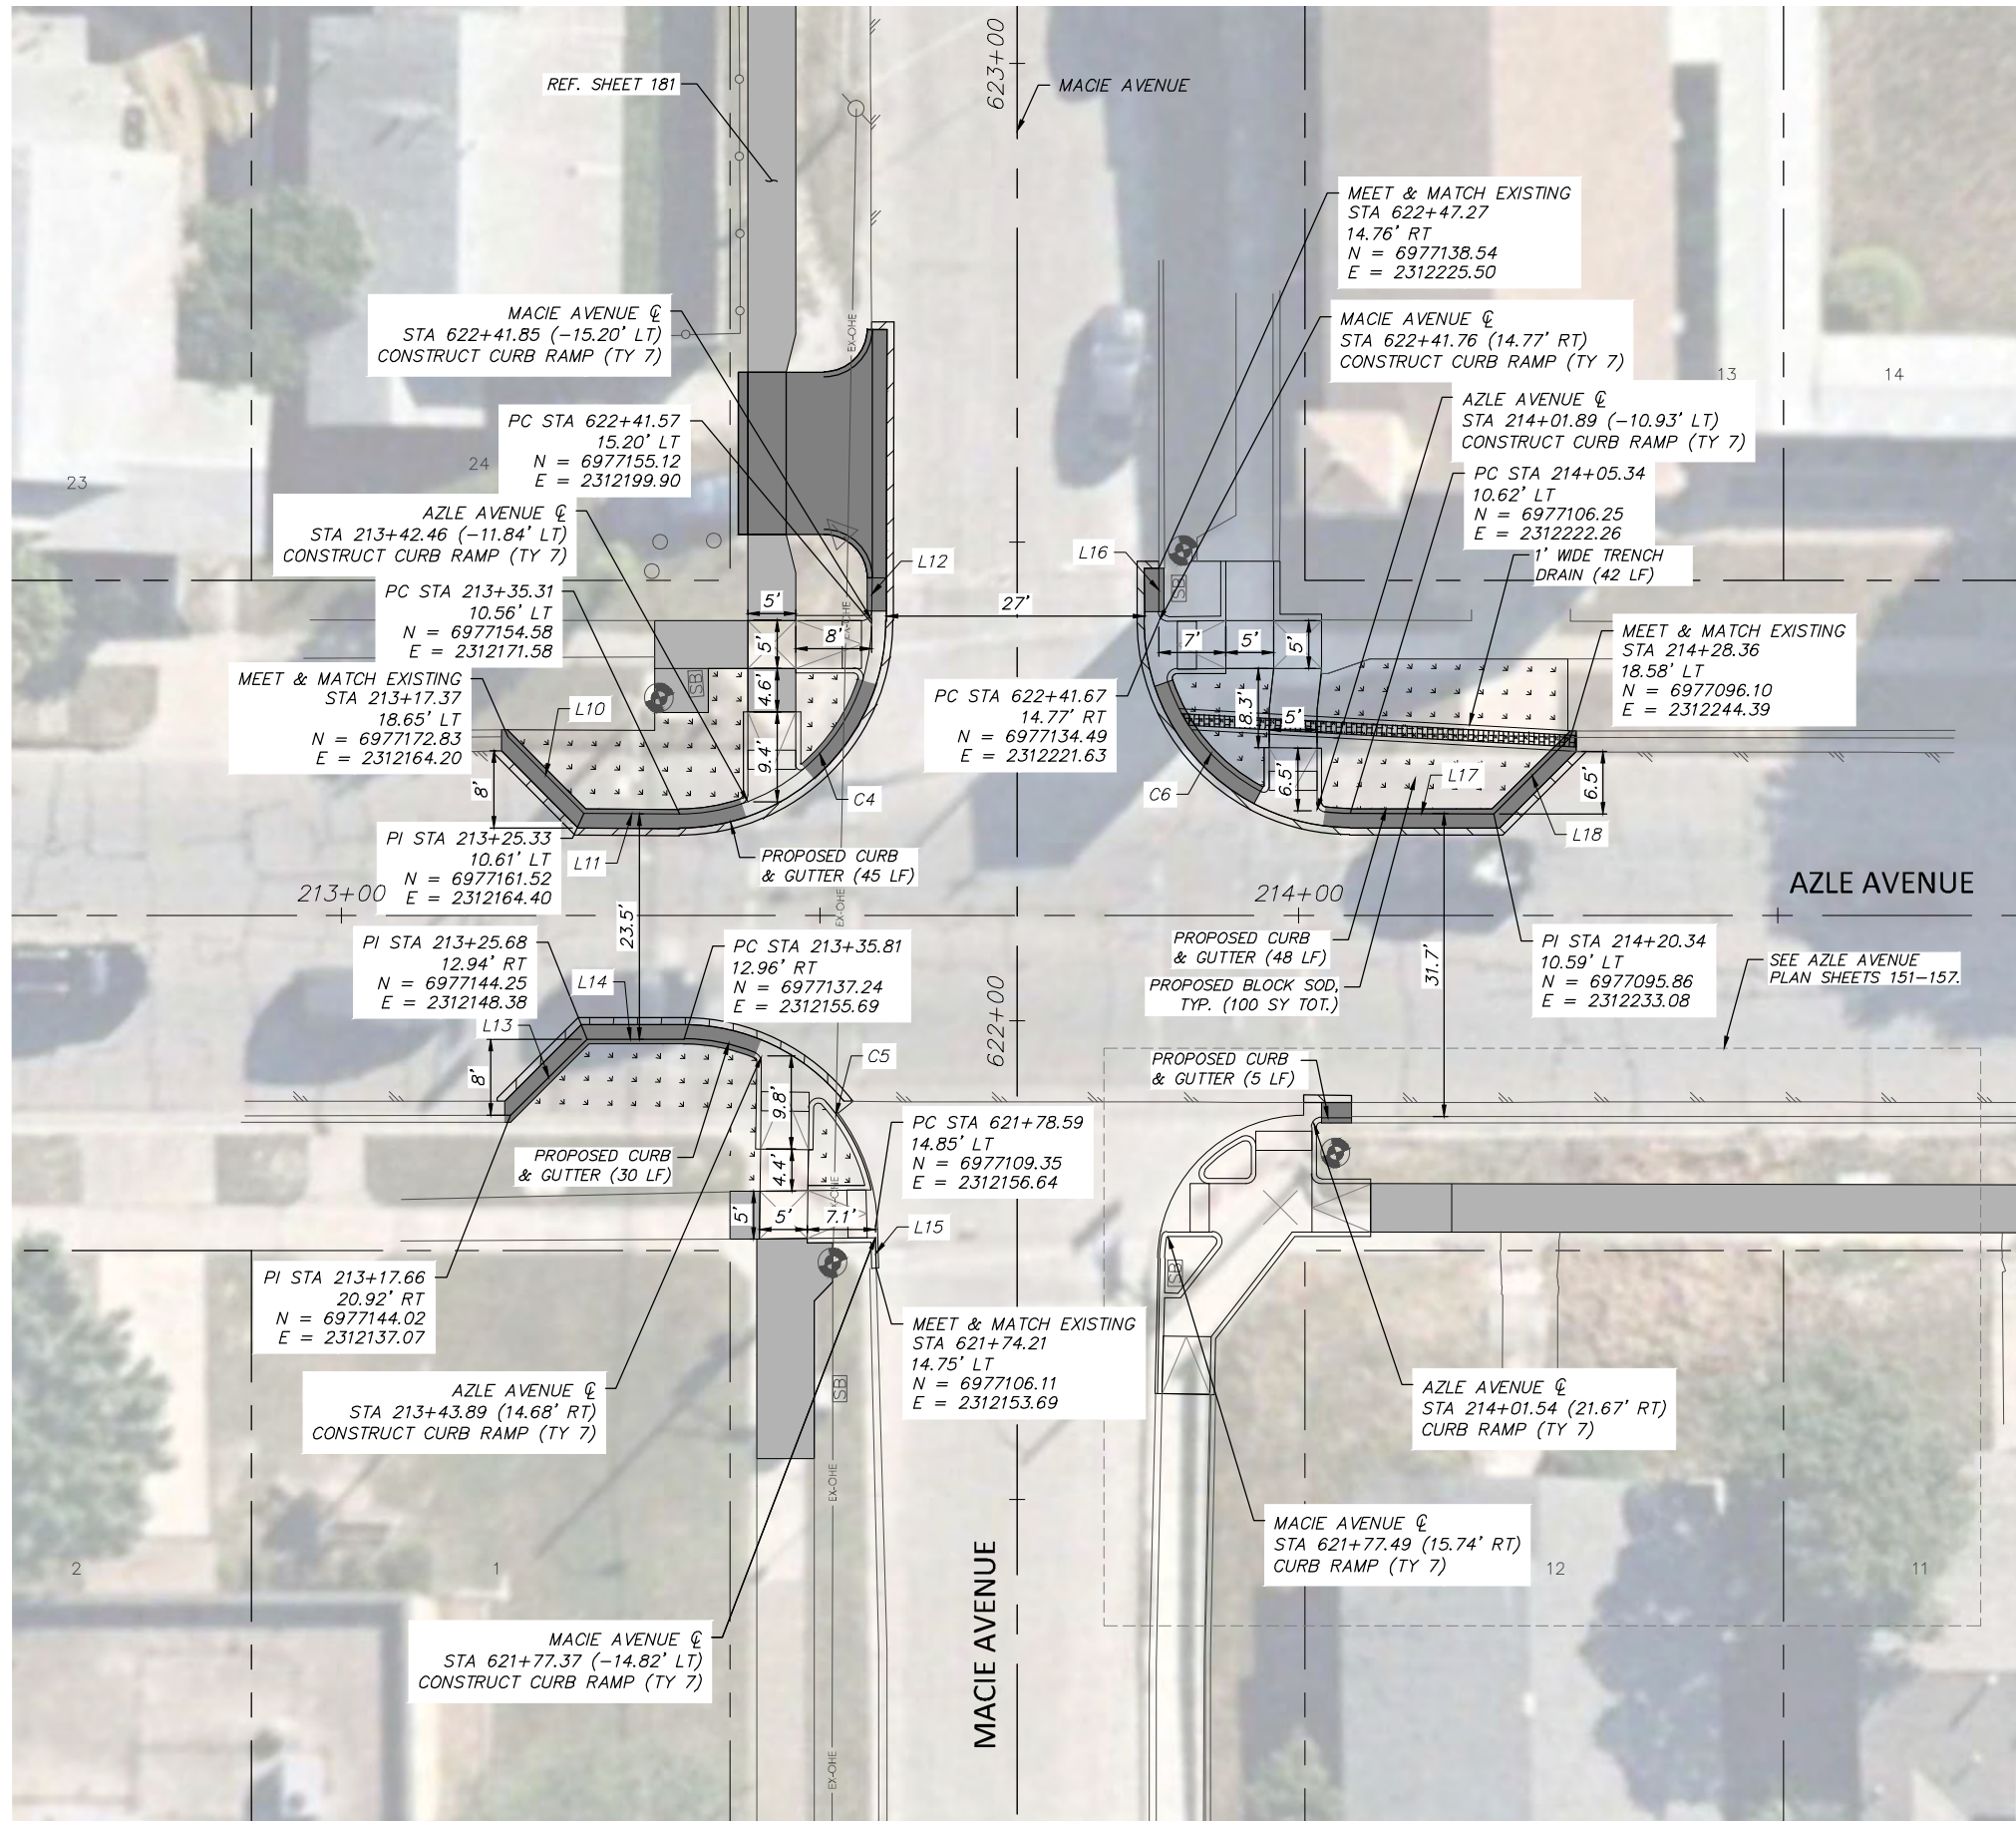 623+00
MACIE AVENUE
REF. SHEET 181
MEET & MATCH EXISTING
STA 622+47.27
14.76' RT
N = 6977138.54
E = 2312225.50
MACIE AVENUE ℄
STA 622+41.85 (-15.20' LT)
CONSTRUCT CURB RAMP (TY 7)
MACIE AVENUE ℄
STA 622+41.76 (14.77' RT)
CONSTRUCT CURB RAMP (TY 7)
13
14
AZLE AVENUE ℄
STA 214+01.89 (-10.93' LT)
CONSTRUCT CURB RAMP (TY 7)
PC STA 622+41.57
15.20' LT
N = 6977155.12
E = 2312199.90
24
23
PC STA 214+05.34
10.62' LT
N = 6977106.25
E = 2312222.26
AZLE AVENUE ℄
STA 213+42.46 (-11.84' LT)
CONSTRUCT CURB RAMP (TY 7)
1' WIDE TRENCH
DRAIN (42 LF)
L12
L16
PC STA 213+35.31
10.56' LT
N = 6977154.58
E = 2312171.58
EX-OHE
EX-OHE
5'
27'
5'
8'
4.6'
9.4'
SB
SB
7'
5'
5'
8.3'
5'
6.5'
MEET & MATCH EXISTING
STA 214+28.36
18.58' LT
N = 6977096.10
E = 2312244.39
MEET & MATCH EXISTING
STA 213+17.37
18.65' LT
N = 6977172.83
E = 2312164.20
L10
PC STA 622+41.67
14.77' RT
N = 6977134.49
E = 2312221.63
8'
C4
C6
L17
6.5'
L18
PI STA 213+25.33
10.61' LT
N = 6977161.52
E = 2312164.40
L11
PROPOSED CURB
& GUTTER (45 LF)
AZLE AVENUE
213+00
214+00
EX-OHE
23.5'
31.7'
PI STA 213+25.68
12.94' RT
N = 6977144.25
E = 2312148.38
L14
PC STA 213+35.81
12.96' RT
N = 6977137.24
E = 2312155.69
622+00
PROPOSED CURB
& GUTTER (48 LF)
PROPOSED BLOCK SOD,
TYP. (100 SY TOT.)
PI STA 214+20.34
10.59' LT
N = 6977095.86
E = 2312233.08
SEE AZLE AVENUE
PLAN SHEETS 151-157.
L13
C5
8'
9.8'
4.4'
5'
5'
7.1'
PROPOSED CURB
& GUTTER (5 LF)
PC STA 621+78.59
14.85' LT
N = 6977109.35
E = 2312156.64
PROPOSED CURB
& GUTTER (30 LF)
EX-OHE
L15
SB
PI STA 213+17.66
20.92' RT
N = 6977144.02
E = 2312137.07
MEET & MATCH EXISTING
STA 621+74.21
14.75' LT
N = 6977106.11
E = 2312153.69
SB
AZLE AVENUE ℄
STA 213+43.89 (14.68' RT)
CONSTRUCT CURB RAMP (TY 7)
AZLE AVENUE ℄
STA 214+01.54 (21.67' RT)
CURB RAMP (TY 7)
EX-OHE
MACIE AVENUE ℄
STA 621+77.49 (15.74' RT)
CURB RAMP (TY 7)
2
1
12
11
MACIE AVENUE
MACIE AVENUE ℄
STA 621+77.37 (-14.82' LT)
CONSTRUCT CURB RAMP (TY 7)
EX-OHE